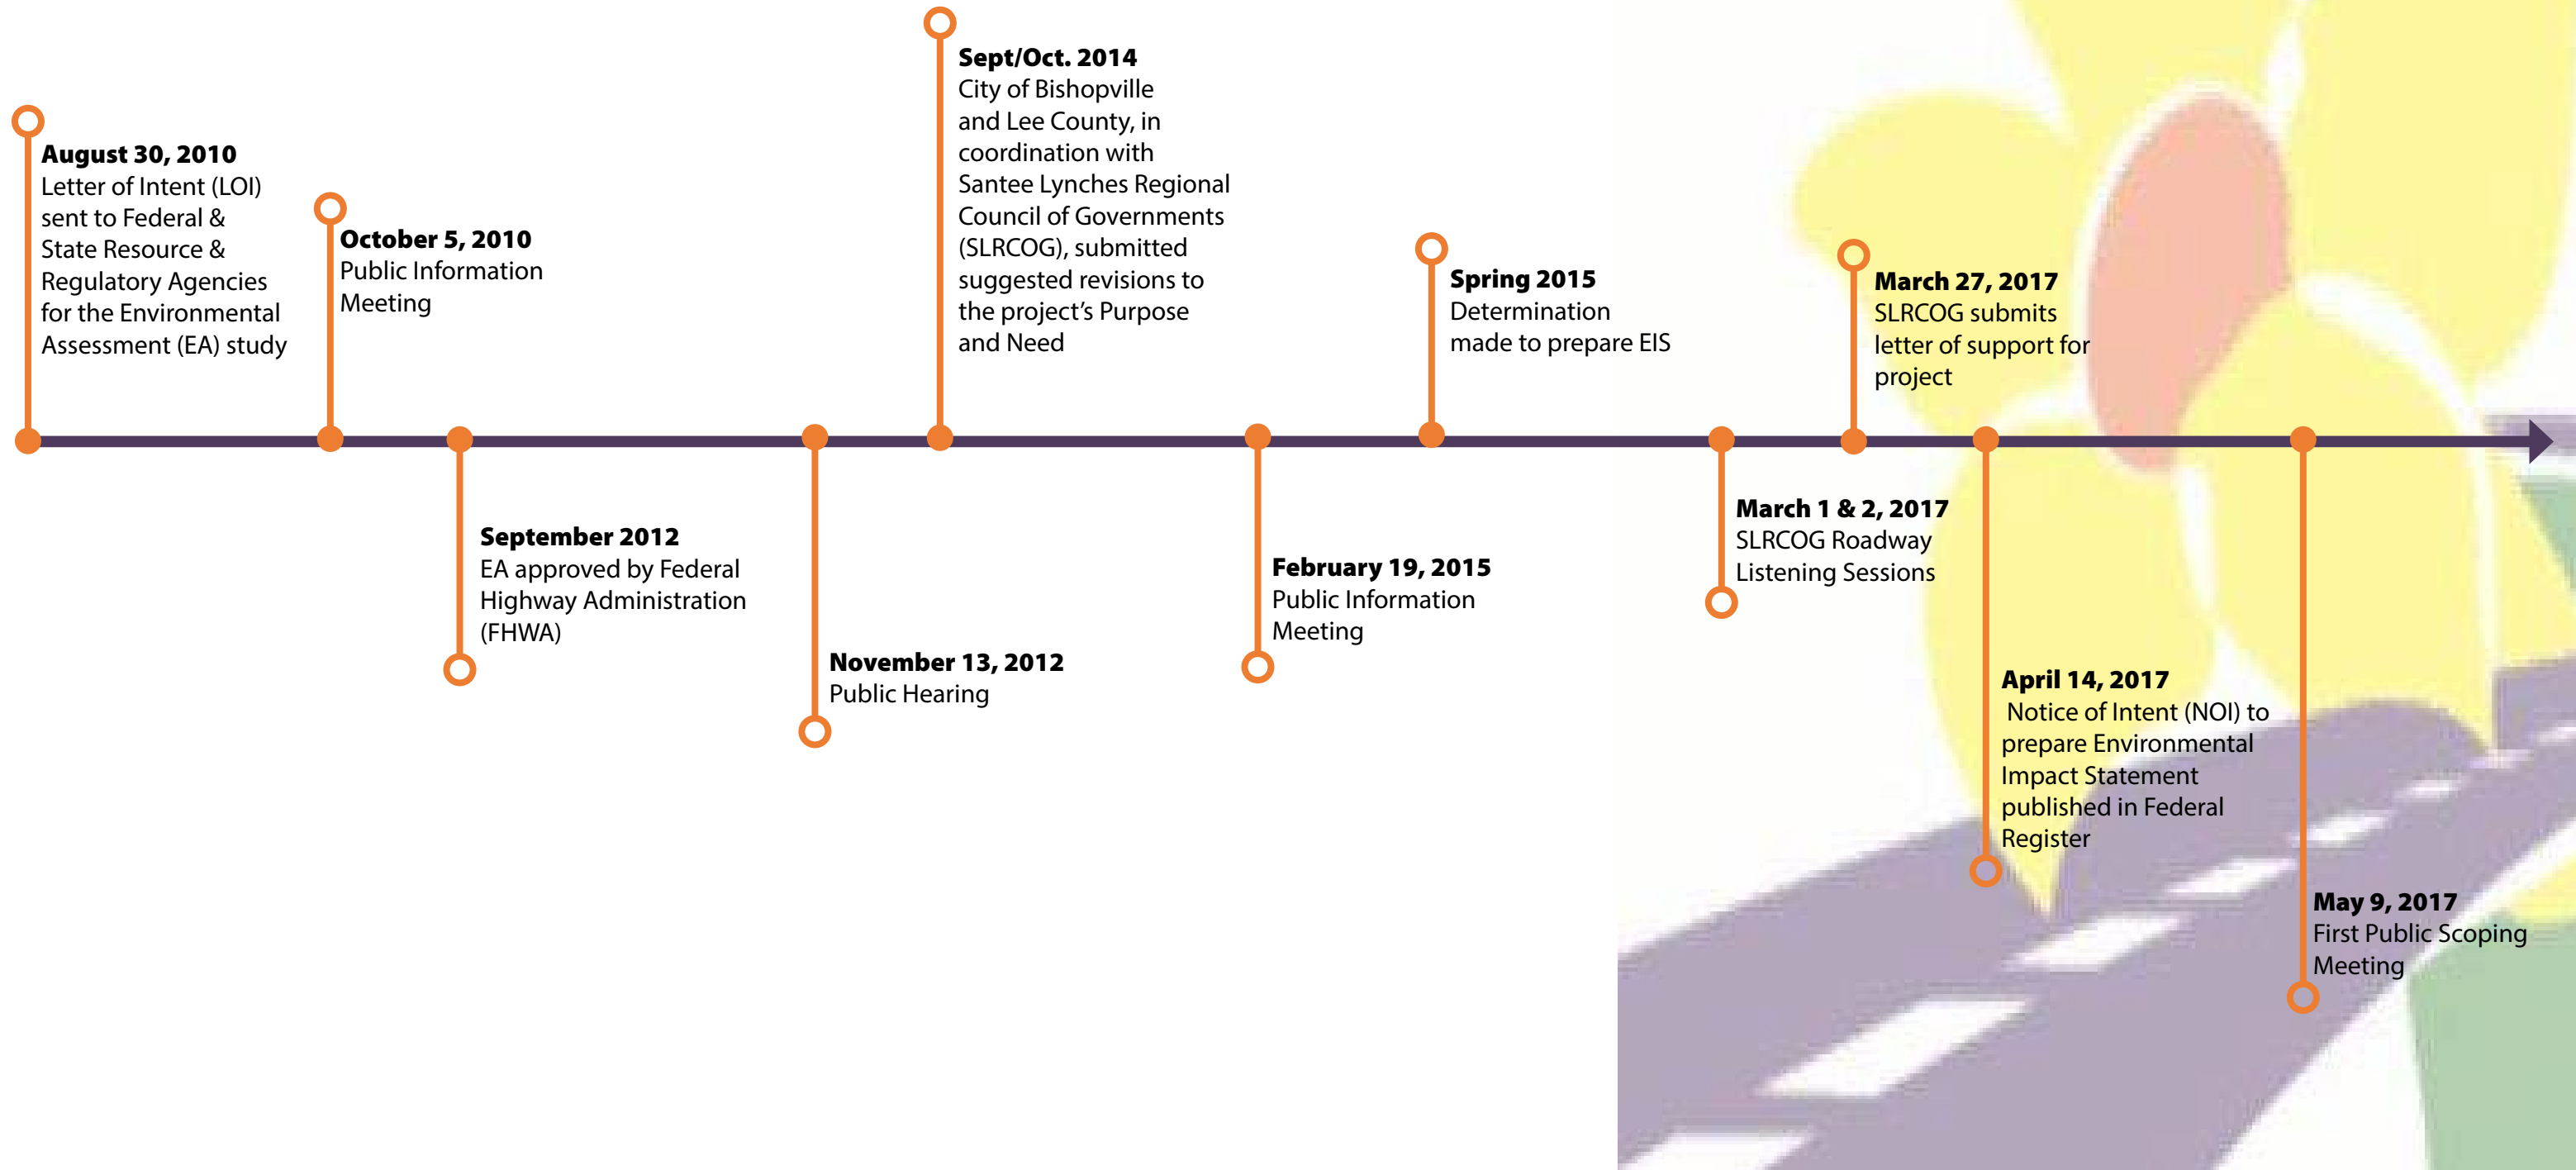 August 30, 2010
Letter of Intent (LOI)
sent to Federal &
State Resource &
Regulatory Agencies
for the Environmental
Assessment (EA) study
October 5, 2010
Public Information
Meeting
September 2012
EA approved by Federal
Highway Administration
(FHWA)
November 13, 2012
Public Hearing
Sept/Oct. 2014
City of Bishopville
and Lee County, in
coordination with
Santee Lynches Regional
Council of Governments
(SLRCOG), submitted
suggested revisions to
the project’s Purpose
and Need
February 19, 2015
Public Information
Meeting
Spring 2015
Determination
made to prepare EIS
March 1 & 2, 2017
SLRCOG Roadway
Listening Sessions
March 27, 2017
SLRCOG submits
letter of support for
project
April 14, 2017
Notice of Intent (NOI) to
prepare Environmental
Impact Statement
published in Federal
Register
May 9, 2017
First Public Scoping
Meeting